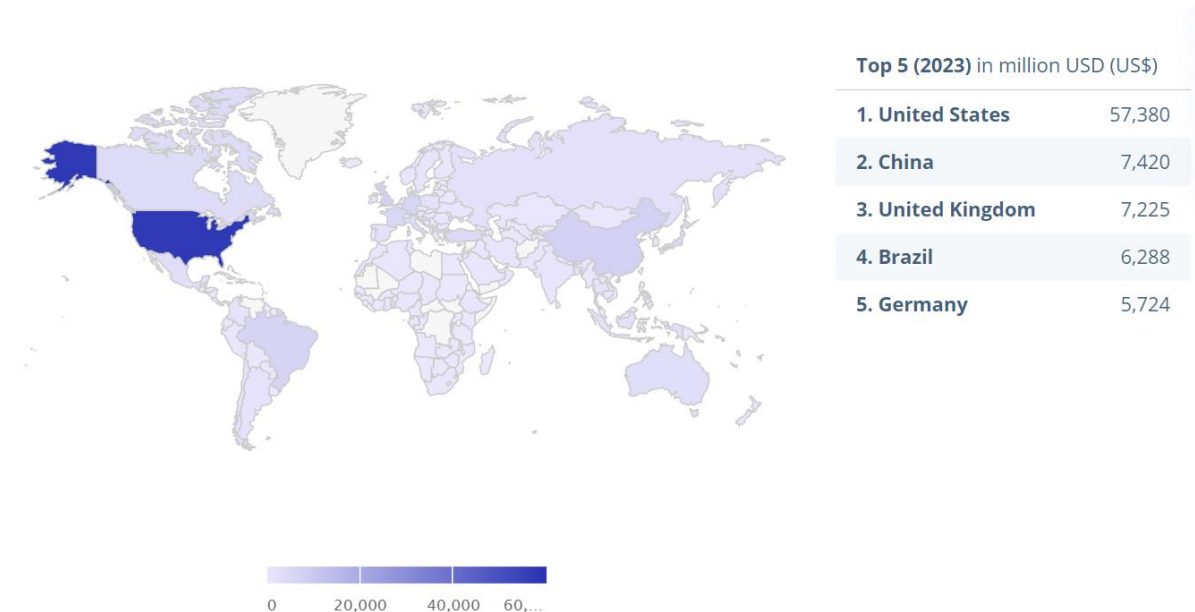 Top 5 (2023) in million USD (US$)
1. United States 57,380
2. China 7,420
3. United Kingdom 7,225
4. Brazil 6,288
5. Germany 5,724
0 20,000 40,000 60,...